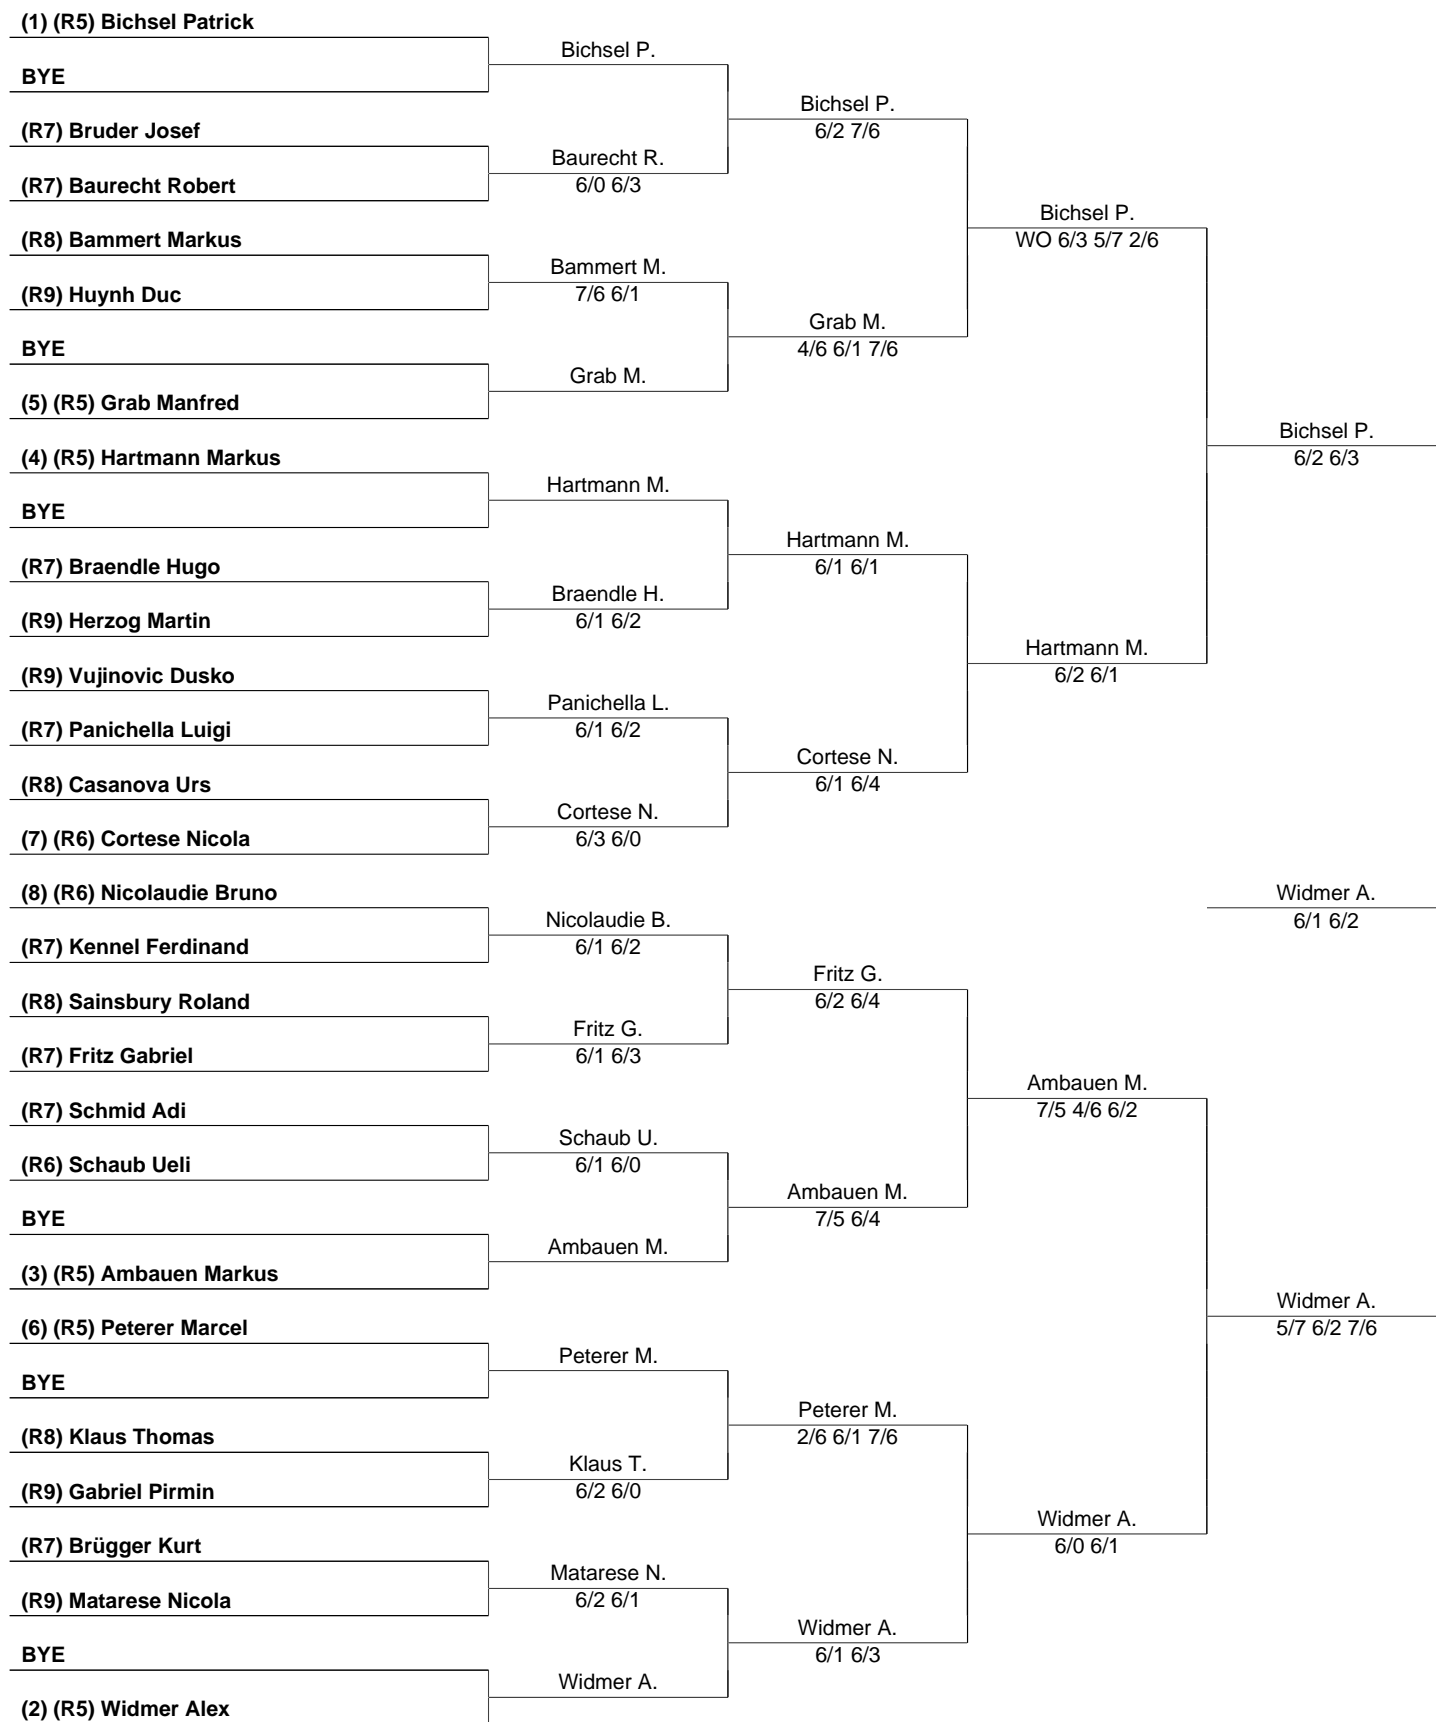 (1) (R5) Bichsel Patrick
BYE
(R7) Bruder Josef
(R7) Baurecht Robert
(R8) Bammert Markus
(R9) Huynh Duc
BYE
(5) (R5) Grab Manfred
(4) (R5) Hartmann Markus
BYE
(R7) Braendle Hugo
(R9) Herzog Martin
(R9) Vujinovic Dusko
(R7) Panichella Luigi
(R8) Casanova Urs
(7) (R6) Cortese Nicola
(8) (R6) Nicolaudie Bruno
(R7) Kennel Ferdinand
(R8) Sainsbury Roland
(R7) Fritz Gabriel
(R7) Schmid Adi
(R6) Schaub Ueli
BYE
(3) (R5) Ambauen Markus
(6) (R5) Peterer Marcel
BYE
(R8) Klaus Thomas
(R9) Gabriel Pirmin
(R7) Brügger Kurt
(R9) Matarese Nicola
BYE
(2) (R5) Widmer Alex
Bichsel P.
Baurecht R.
6/0 6/3
Bammert M.
7/6 6/1
Grab M.
Hartmann M.
Braendle H.
6/1 6/2
Panichella L.
6/1 6/2
Cortese N.
6/3 6/0
Nicolaudie B.
6/1 6/2
Fritz G.
6/1 6/3
Schaub U.
6/1 6/0
Ambauen M.
Peterer M.
Klaus T.
6/2 6/0
Matarese N.
6/2 6/1
Widmer A.
Bichsel P.
6/2 7/6
Grab M.
4/6 6/1 7/6
Hartmann M.
6/1 6/1
Cortese N.
6/1 6/4
Fritz G.
6/2 6/4
Ambauen M.
7/5 6/4
Peterer M.
2/6 6/1 7/6
Widmer A.
6/1 6/3
Bichsel P.
WO 6/3 5/7 2/6
Hartmann M.
6/2 6/1
Ambauen M.
7/5 4/6 6/2
Widmer A.
6/0 6/1
Bichsel P.
6/2 6/3
Widmer A.
6/1 6/2
Widmer A.
5/7 6/2 7/6